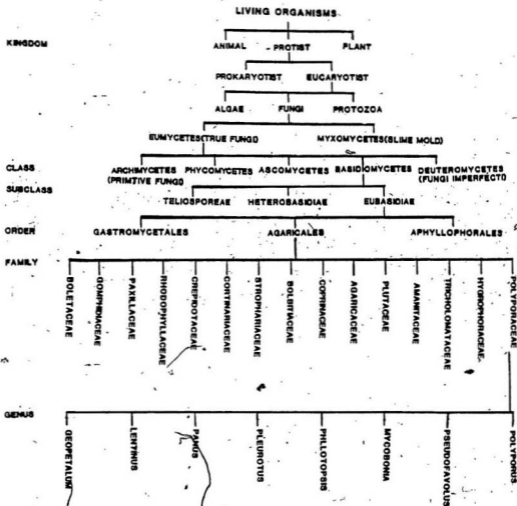 LIVING ORGANISMS
KINGDOM
ANIMAL PROTIST PLANT
PROKARYOTIST EUCARYOTIST
ALGAE FUNGI PROTOZOA
EUMYCETES(TRUE FUNGI) MYXOMYCETES(SLIME MOLD)
CLASS
ARCHIMYCETES PHYCOMYCETES ASCOMYCETES BASIDIOMYCETES DEUTEROMYCETES
(PRIMTIVE FUNGI) (FUNGI IMPERFECTI)
SUBCLASS
TELIOSPOREAE HETEROBASIDIAE EUBASIDIAE
ORDER
GASTROMYCETALES AGARICALES APHYLLOPHORALES
FAMILY
BOLETACEAE
GOMPHIDIACEAE
PAXILLACEAE
RHODOPHYLLACEAE
CREPIDOTACEAE
CORTINARIACEAE
STROPHARIACEAE
BOLBITIACEAE
COPRINACEAE
AGARICACEAE
PLUTACEAE
AMANITACEAE
TRICHOLOMATACEAE
HYGROPHORACEAE
POLYPORACEAE
GENUS
GEOPETALUM
LENTINUS
PANUS
PLEUROTUS
PHLLOTOPSIS
MYCOBONIA
PSEUDOFAVOLUS
POLYPORUS